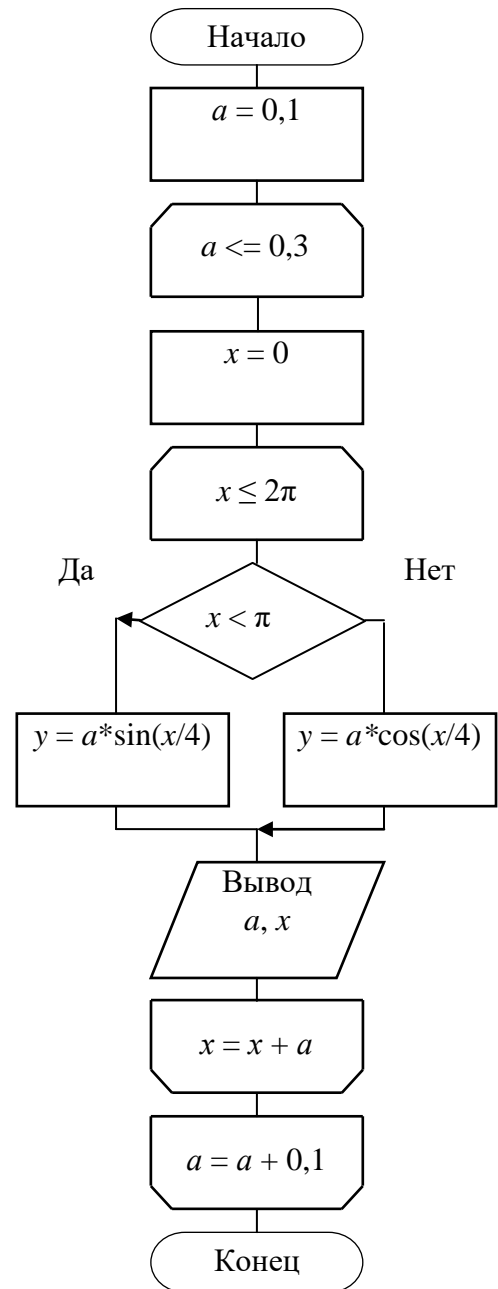 Начало
a = 0,1
a <= 0,3
x = 0
x ≤ 2π
Да
Нет
x < π
y = a*sin(x/4)
y = a*cos(x/4)
Вывод
a, x
x = x + a
a = a + 0,1
Конец